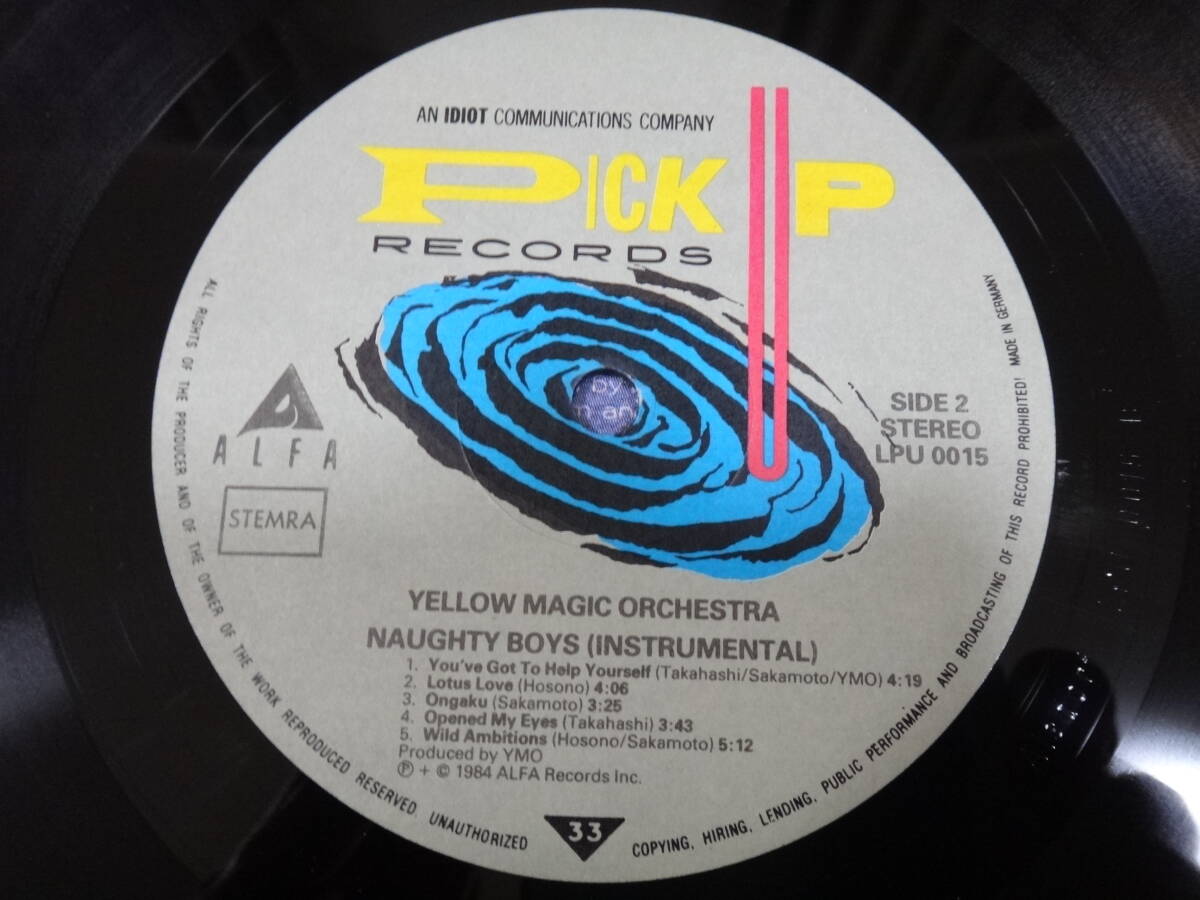 AN IDIOT COMMUNICATIONS COMPANY
PICK UP
RECORDS
ALFA
STEMRA
SIDE 2
STEREO
LPU 0015
YELLOW MAGIC ORCHESTRA
NAUGHTY BOYS (INSTRUMENTAL)
1. You've Got To Help Yourself (Takahashi/Sakamoto/YMO) 4:19
2. Lotus Love (Hosono) 4:06
3. Ongaku (Sakamoto) 3:25
4. Opened My Eyes (Takahashi) 3:43
5. Wild Ambitions (Hosono/Sakamoto) 5:12
Produced by YMO
℗ + © 1984 ALFA Records Inc.
33
ALL RIGHTS OF THE PRODUCER AND OF THE OWNER OF THE WORK REPRODUCED RESERVED. UNAUTHORIZED COPYING, HIRING, LENDING, PUBLIC PERFORMANCE AND BROADCASTING OF THIS RECORD PROHIBITED! MADE IN GERMANY
by